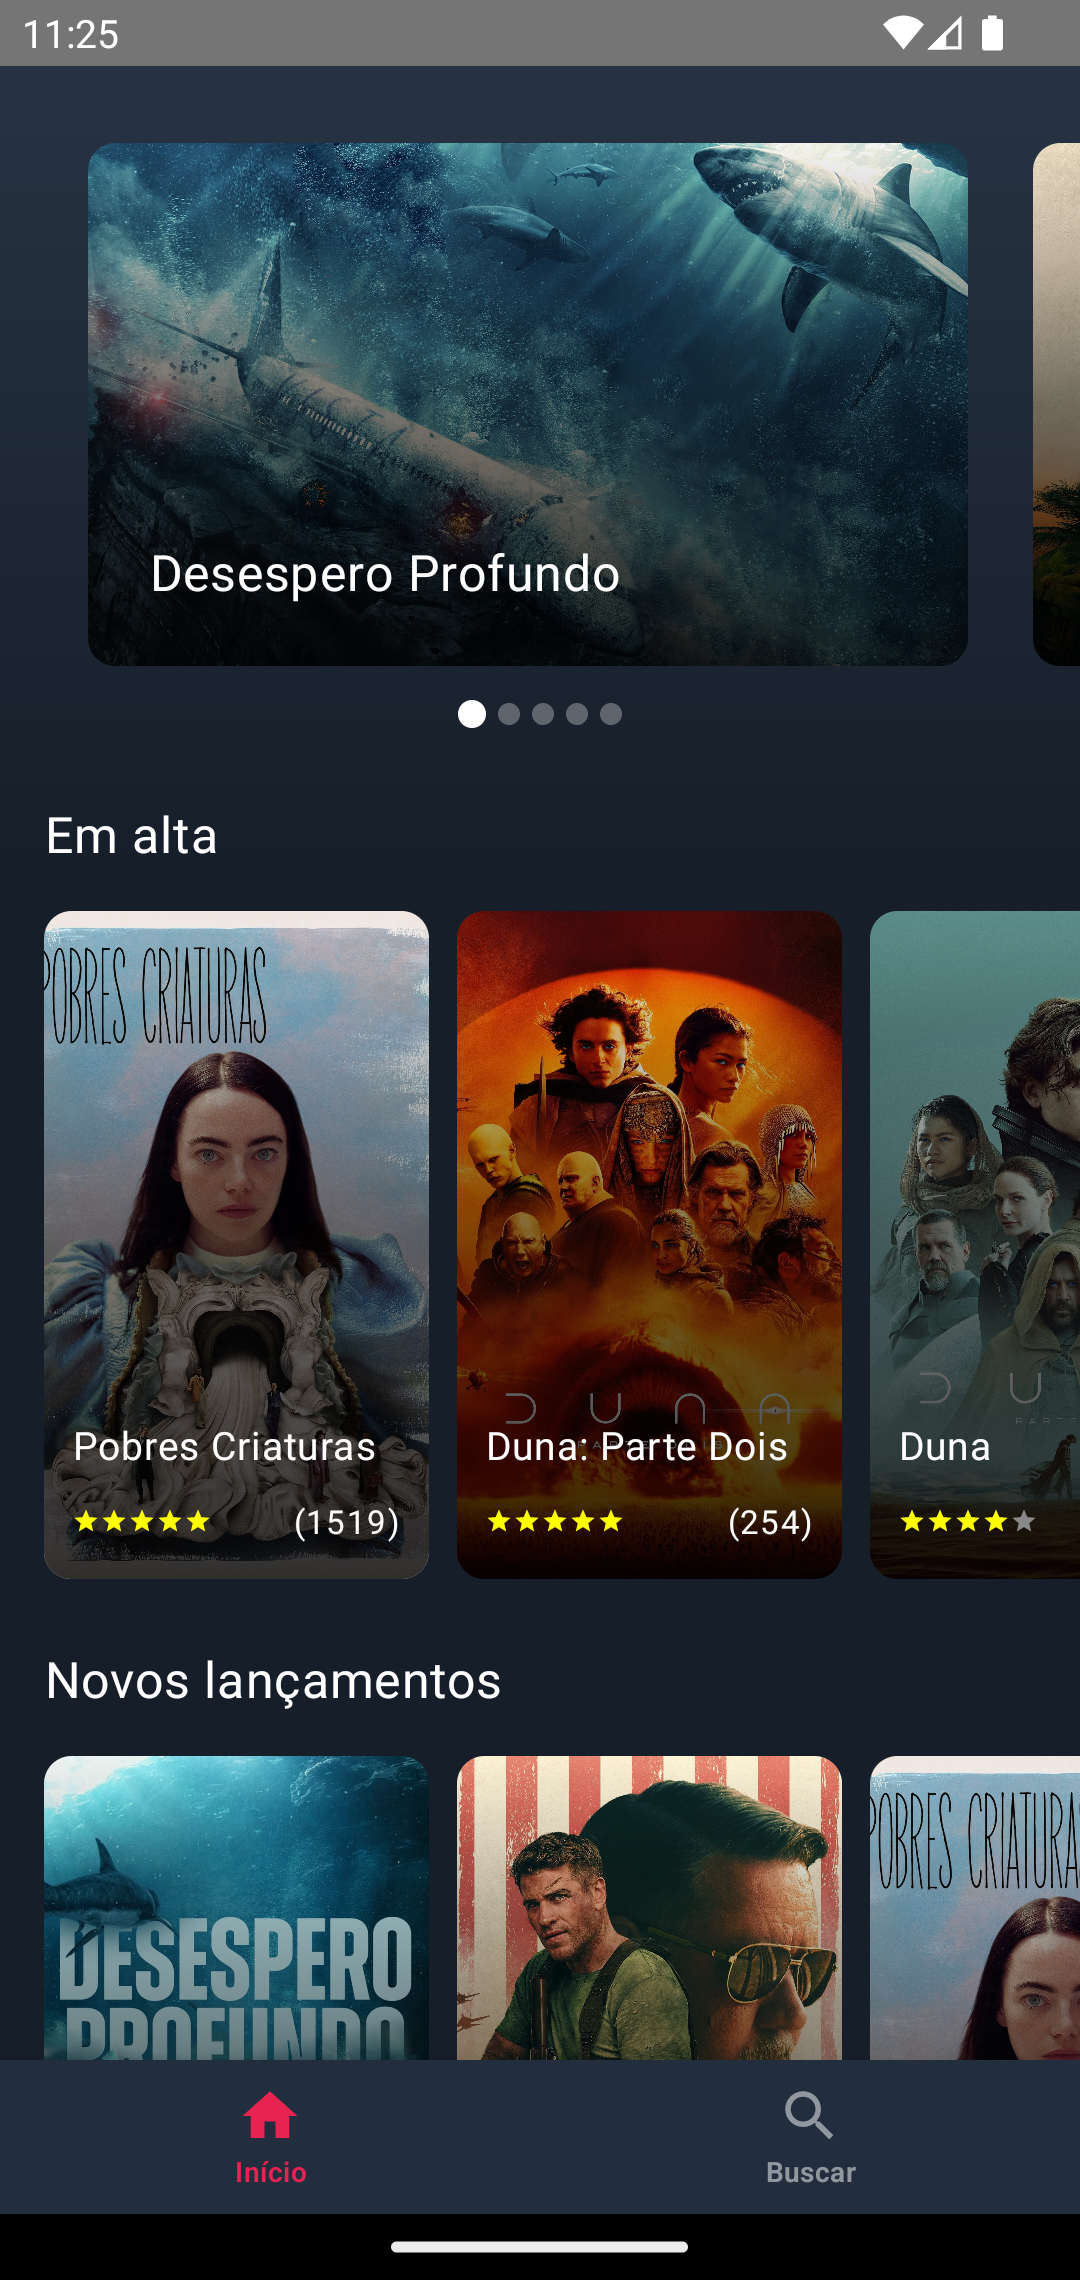 11:25
Desespero Profundo
Em alta
POBRES CRIATURAS
DUNA
Pobres Criaturas
Duna: Parte Dois
Duna
(1519)
(254)
Novos lançamentos
POBRES CRIATURA
DESESPERO
PROFUNDO
Início
Buscar